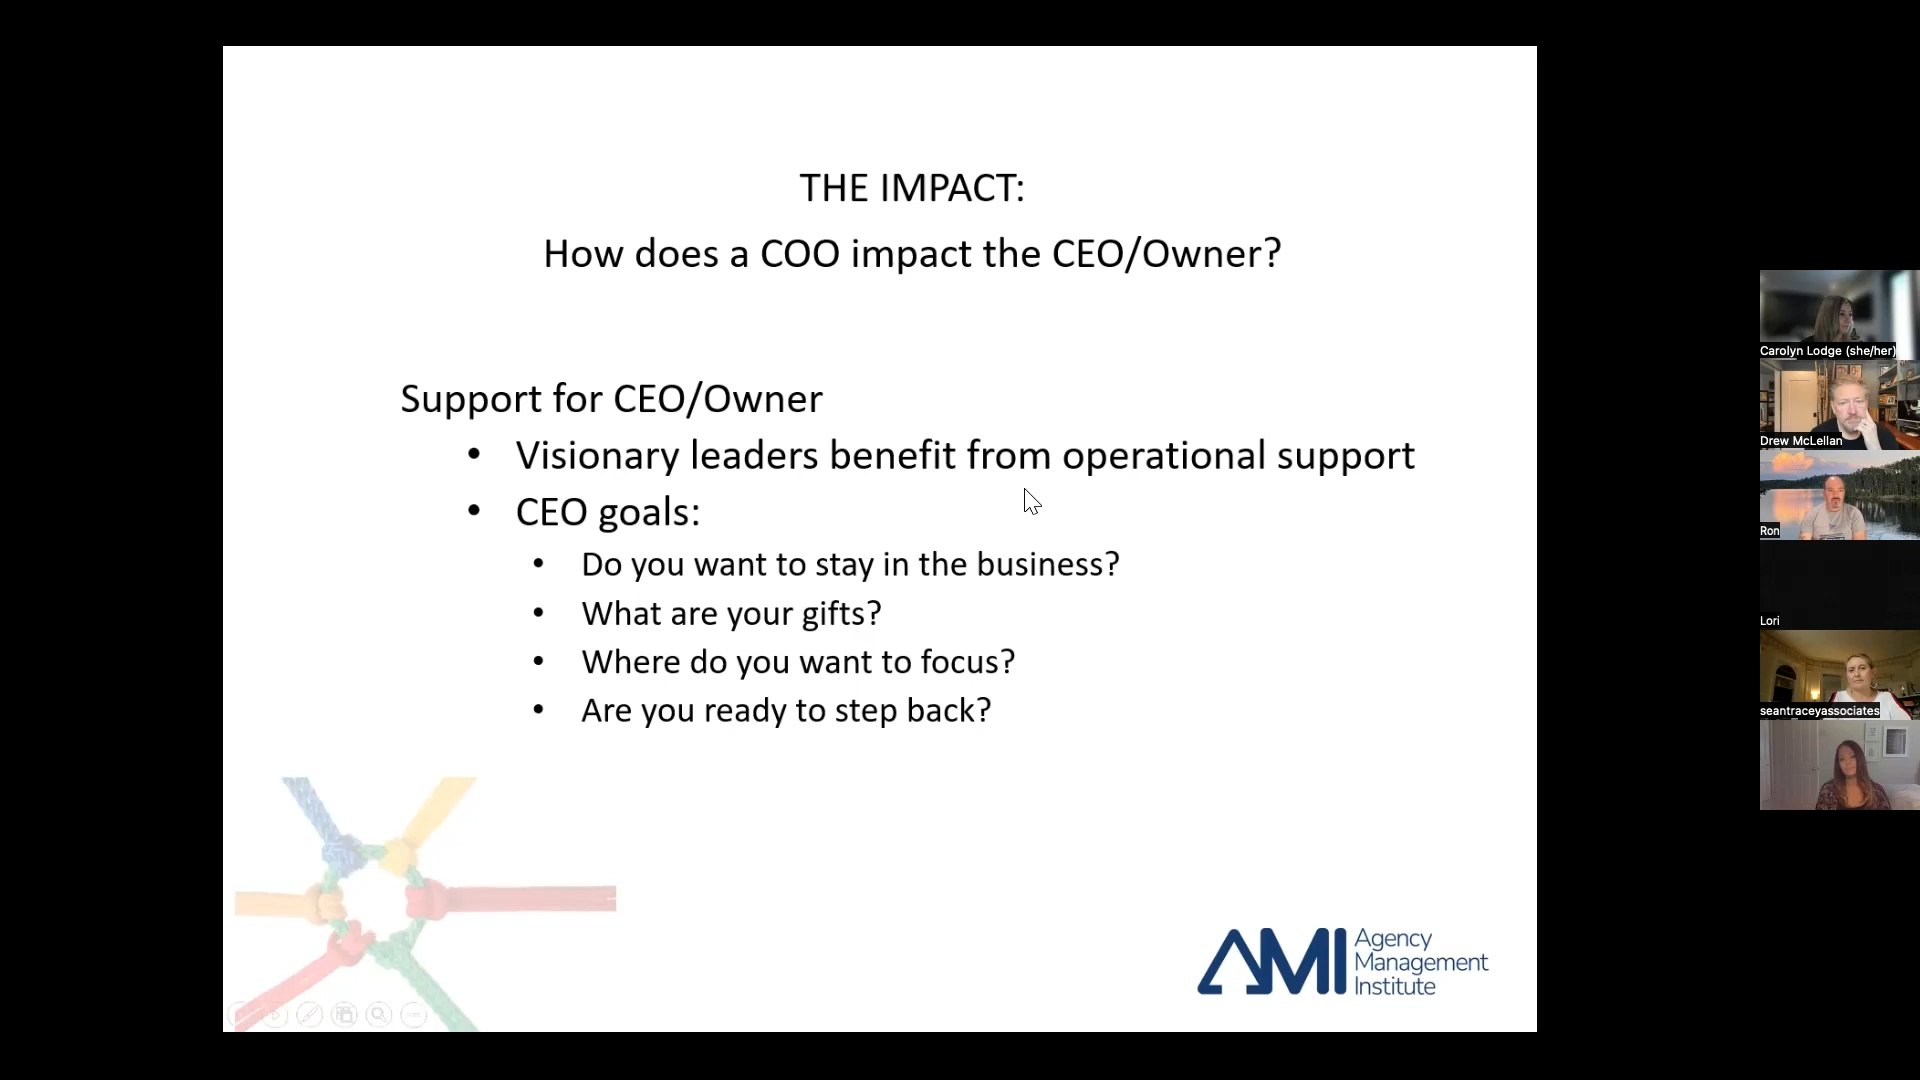 THE IMPACT:
How does a COO impact the CEO/Owner?
Support for CEO/Owner
• Visionary leaders benefit from operational support
• CEO goals:
• Do you want to stay in the business?
• What are your gifts?
• Where do you want to focus?
• Are you ready to step back?
AMI
Agency
Management
Institute
Carolyn Lodge (she/her)
Drew McLellan
Ron
Lori
seantraceyassociates